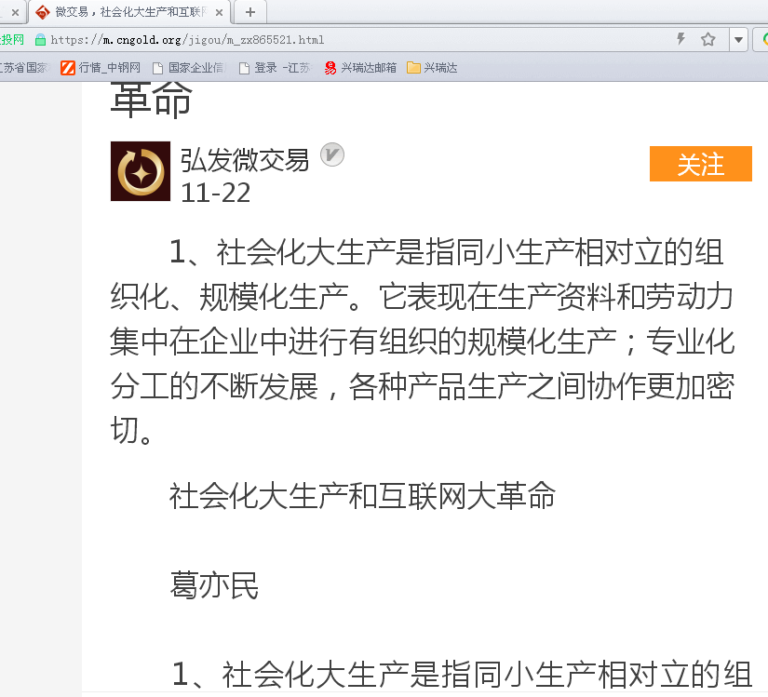 微交易，社会化大生产和互联网
投网 https://m.cngold.org/jigou/m_zx865521.html
江苏省国家 行情_中钢网 国家企业信 登录 -江苏 兴瑞达邮箱 兴瑞达
革命
弘发微交易
关注
11-22
1、社会化大生产是指同小生产相对立的组
织化、规模化生产。它表现在生产资料和劳动力
集中在企业中进行有组织的规模化生产；专业化
分工的不断发展，各种产品生产之间协作更加密
切。
社会化大生产和互联网大革命
葛亦民
1、社会化大生产是指同小生产相对立的组